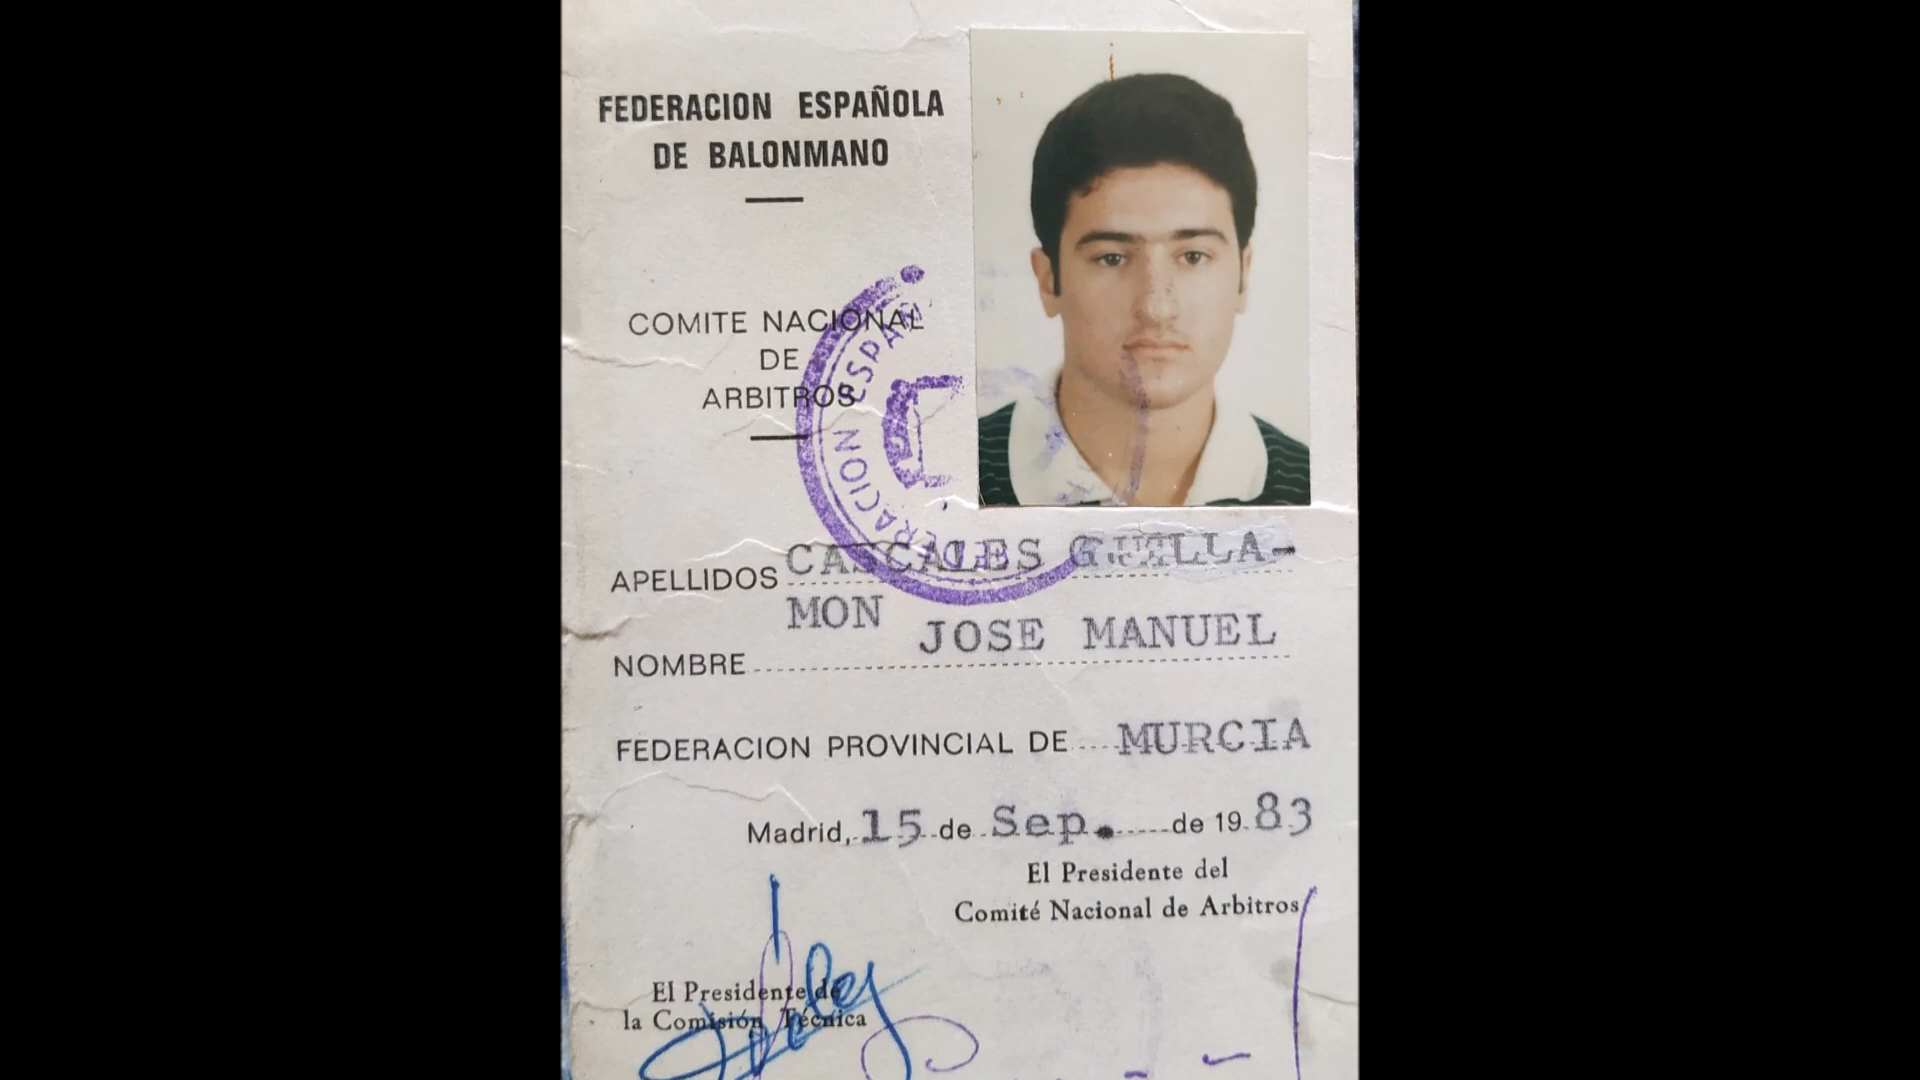 FEDERACION ESPAÑOLA
DE BALONMANO
COMITE NACIONAL
DE
ARBITROS
FEDERACION ESPAÑ
APELLIDOS CASCALES GUILLA-
MON
NOMBRE JOSE MANUEL
FEDERACION PROVINCIAL DE MURCIA
Madrid, 15 de Sep. de 1983
El Presidente del
Comité Nacional de Arbitros
El Presidente de
la Comisión Técnica